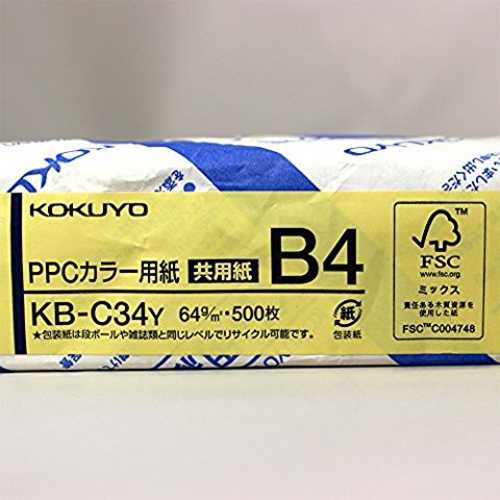 KOKUYO
PPCカラー用紙 共用紙 B4
KB-C34Y 64g/m²・500枚
★包装紙は段ボールや雑誌類と同じレベルでリサイクル可能です。
紙
包装紙
TM
FSC
www.fsc.org
ミックス
責任ある木質資源を
使用した紙
FSC™C004748